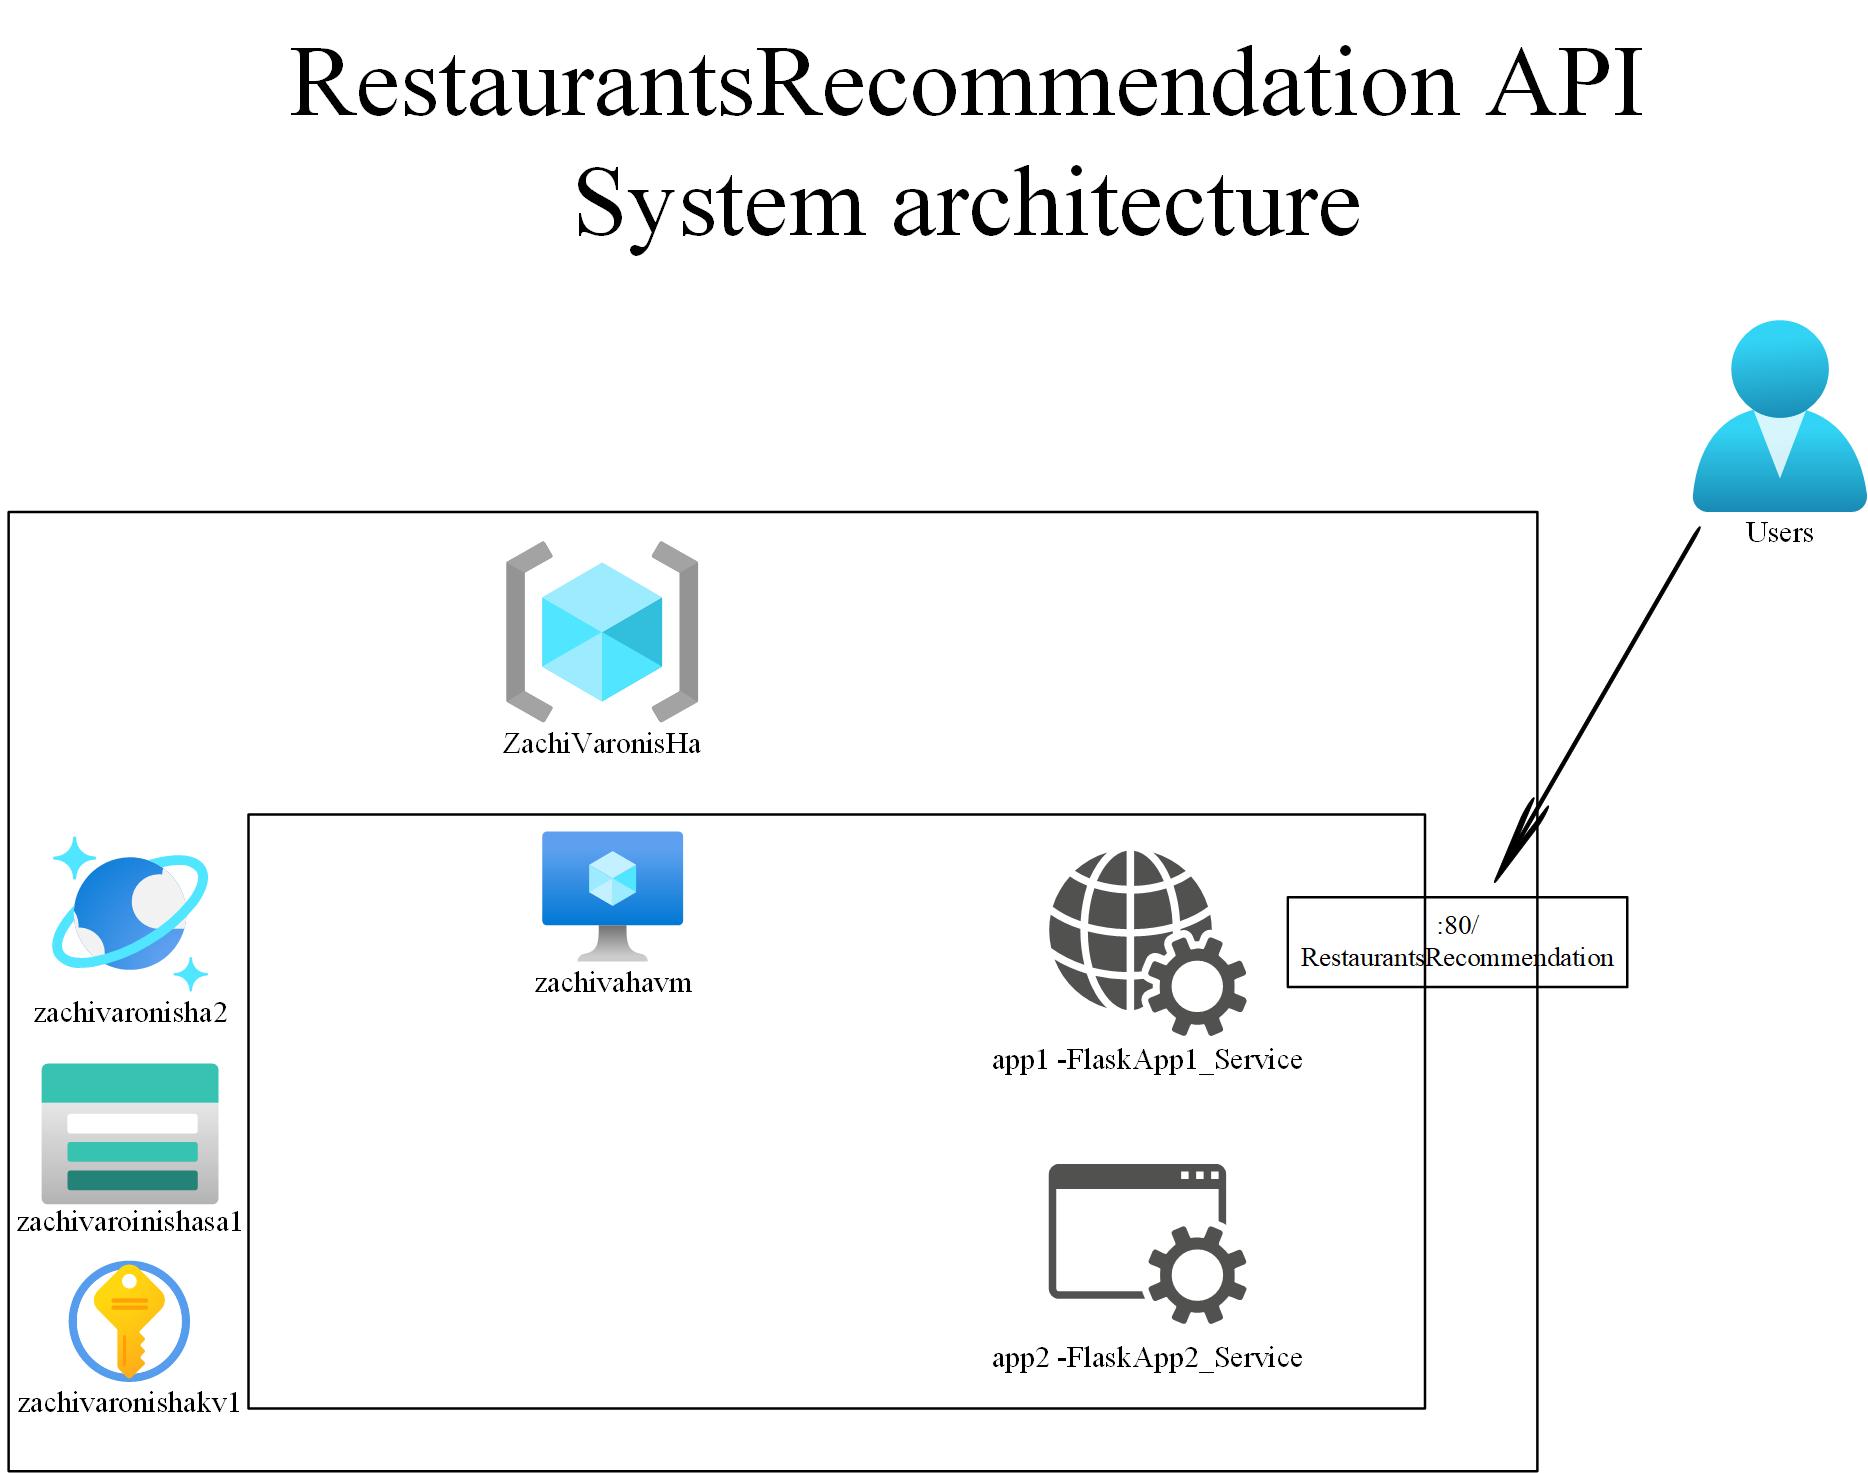 RestaurantsRecommendation API
System architecture
Users
ZachiVaronisHa
zachivaronisha2
zachivahavm
:80/
RestaurantsRecommendation
app1 -FlaskApp1_Service
zachivaroinishasa1
app2 -FlaskApp2_Service
zachivaronishakv1